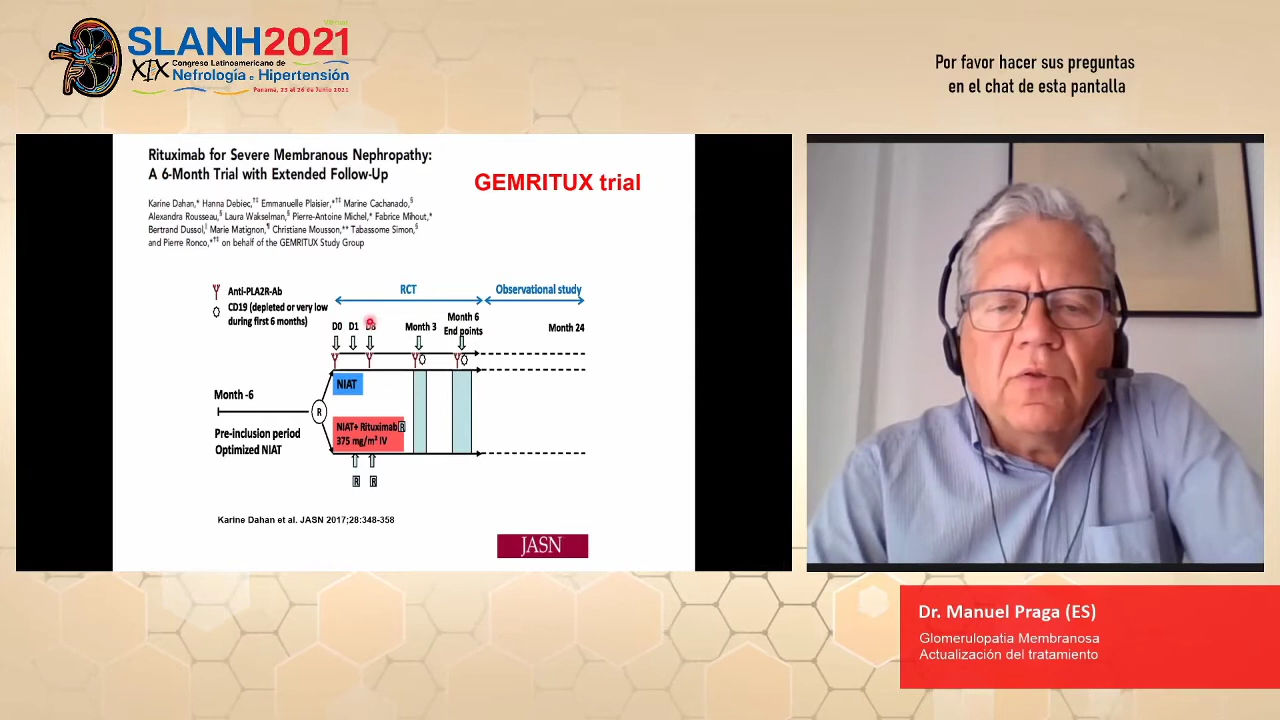 Virtual
SLANH2021
XIX Congreso Latinoamericano de
Nefrología e Hipertensión
Panamá, 23 al 26 de Junio 2021
Por favor hacer sus preguntas
en el chat de esta pantalla
Rituximab for Severe Membranous Nephropathy:
A 6-Month Trial with Extended Follow-Up
GEMRITUX trial
Karine Dahan,* Hanna Debiec,†‡ Emmanuelle Plaisier,*†‡ Marine Cachanado,§
Alexandra Rousseau,§ Laura Wakselman,§ Pierre-Antoine Michel,* Fabrice Mihout,*
Bertrand Dussol,‖ Marie Matignon,¶ Christiane Mousson,** Tabassome Simon,§
and Pierre Ronco,*†‡ on behalf of the GEMRITUX Study Group
Anti-PLA2R-Ab
CD19 (depleted or very low
during first 6 months)
RCT
Observational study
D0 D1
Month 3
Month 6
End points
Month 24
NIAT
Month -6
R
NIAT+ Rituximab R
375 mg/m² IV
Pre-inclusion period
Optimized NIAT
R R
Karine Dahan et al. JASN 2017;28:348-358
JASN
Dr. Manuel Praga (ES)
Glomerulopatía Membranosa
Actualización del tratamiento